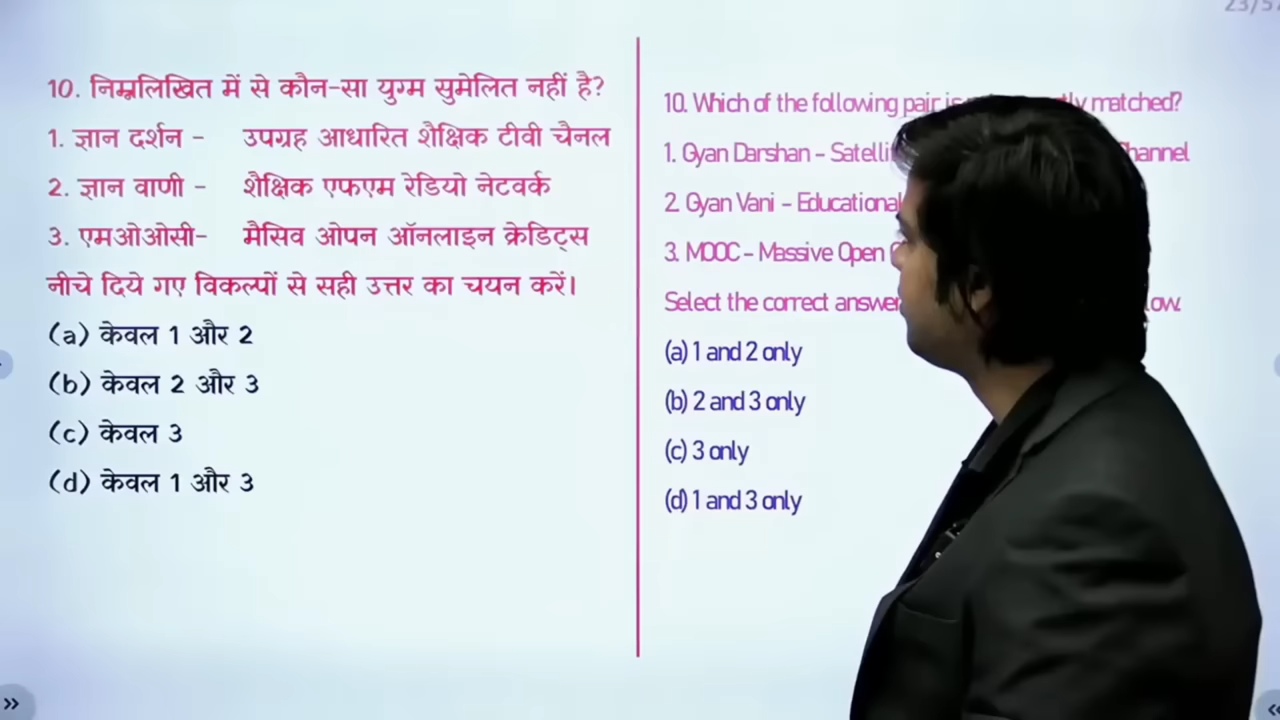 23/57
10. निम्नलिखित में से कौन-सा युग्म सुमेलित नहीं है?
1. ज्ञान दर्शन - उपग्रह आधारित शैक्षिक टीवी चैनल
2. ज्ञान वाणी - शैक्षिक एफएम रेडियो नेटवर्क
3. एमओओसी- मैसिव ओपन ऑनलाइन क्रेडिट्स
नीचे दिये गए विकल्पों से सही उत्तर का चयन करें।
(a) केवल 1 और 2
(b) केवल 2 और 3
(c) केवल 3
(d) केवल 1 और 3
10. Which of the following pair is matched?
1. Gyan Darshan - Channel
2. Gyan Vani - Educational
3. MOOC - Massive Open
Select the correct answer
(a) 1 and 2 only
(b) 2 and 3 only
(c) 3 only
(d) 1 and 3 only